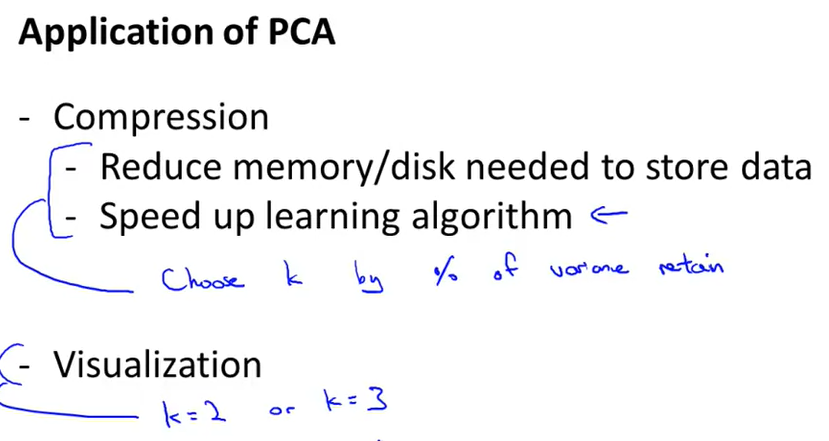 Application of PCA
- Compression
- Reduce memory/disk needed to store data
- Speed up learning algorithm ←
Choose k by % of variance retain
- Visualization
k=2 or k=3